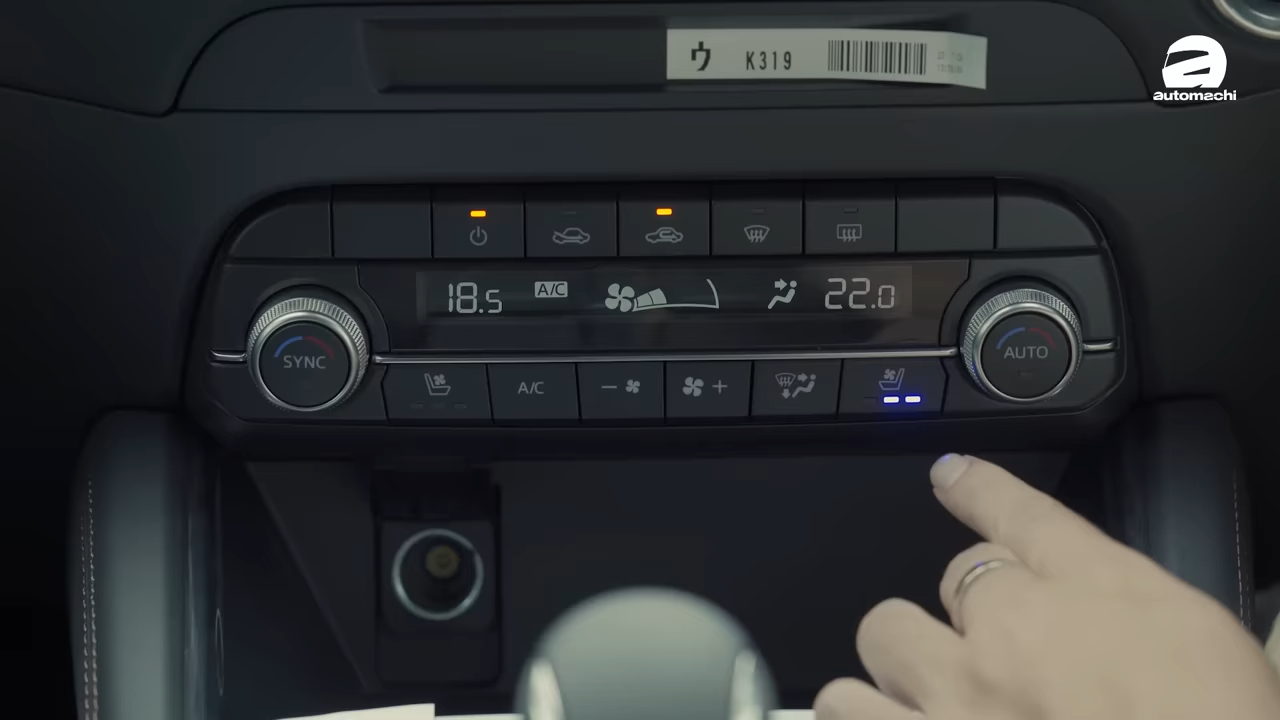 ウ K319
automachi
18.5 A/C 22.0
SYNC
AUTO
A/C